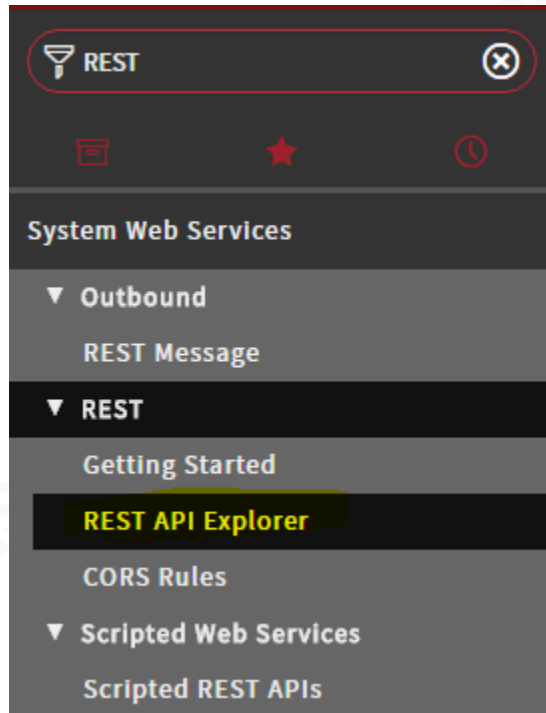 REST
System Web Services
Outbound
REST Message
REST
Getting Started
REST API Explorer
CORS Rules
Scripted Web Services
Scripted REST APIs